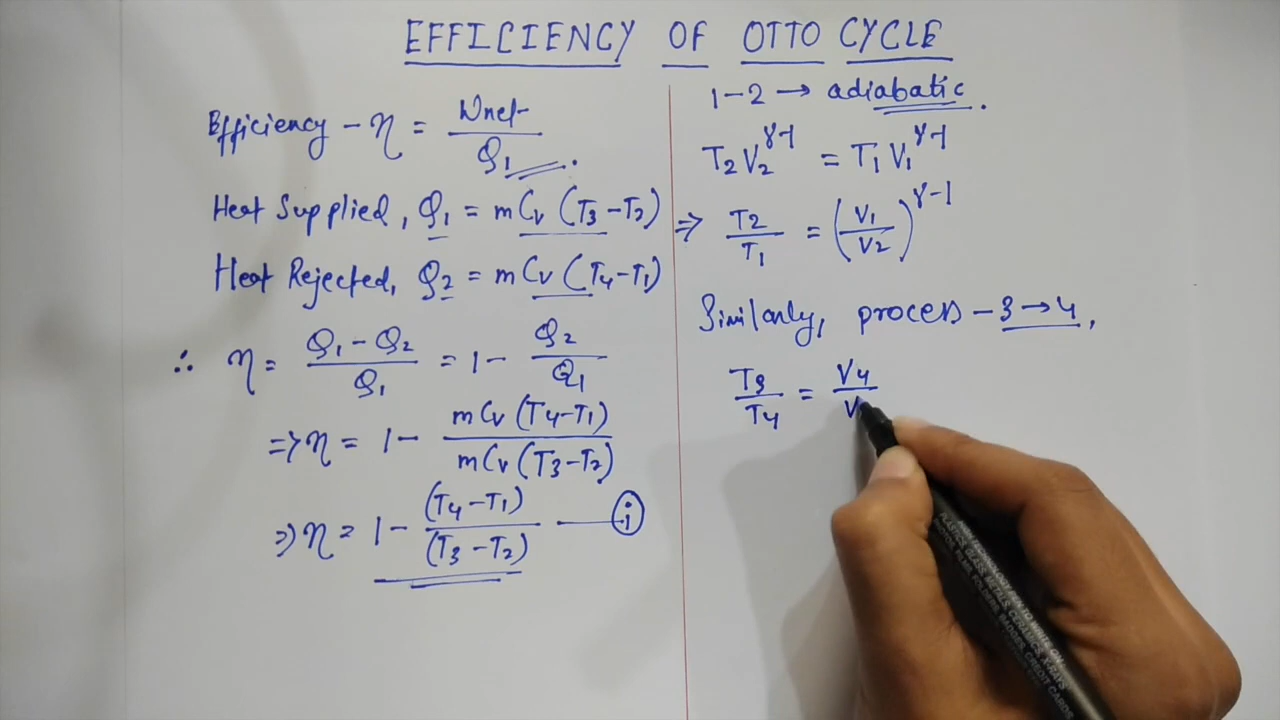 EFFICIENCY OF OTTO CYCLE
Efficiency - η = Wnet / Q1
Heat Supplied, Q1 = mCv (T3 - T2)
Heat Rejected, Q2 = mCv (T4 - T1)
∴ η = Q1 - Q2 / Q1 = 1 - Q2 / Q1
⇒ η = 1 - mCv (T4 - T1) / mCv (T3 - T2)
⇒ η = 1 - (T4 - T1) / (T3 - T2) — i
1-2 → adiabatic.
T2 V2^γ-1 = T1 V1^γ-1
⇒ T2 / T1 = (V1 / V2)^γ-1
Similarly, process - 3 → 4,
T3 / T4 = V4 / V